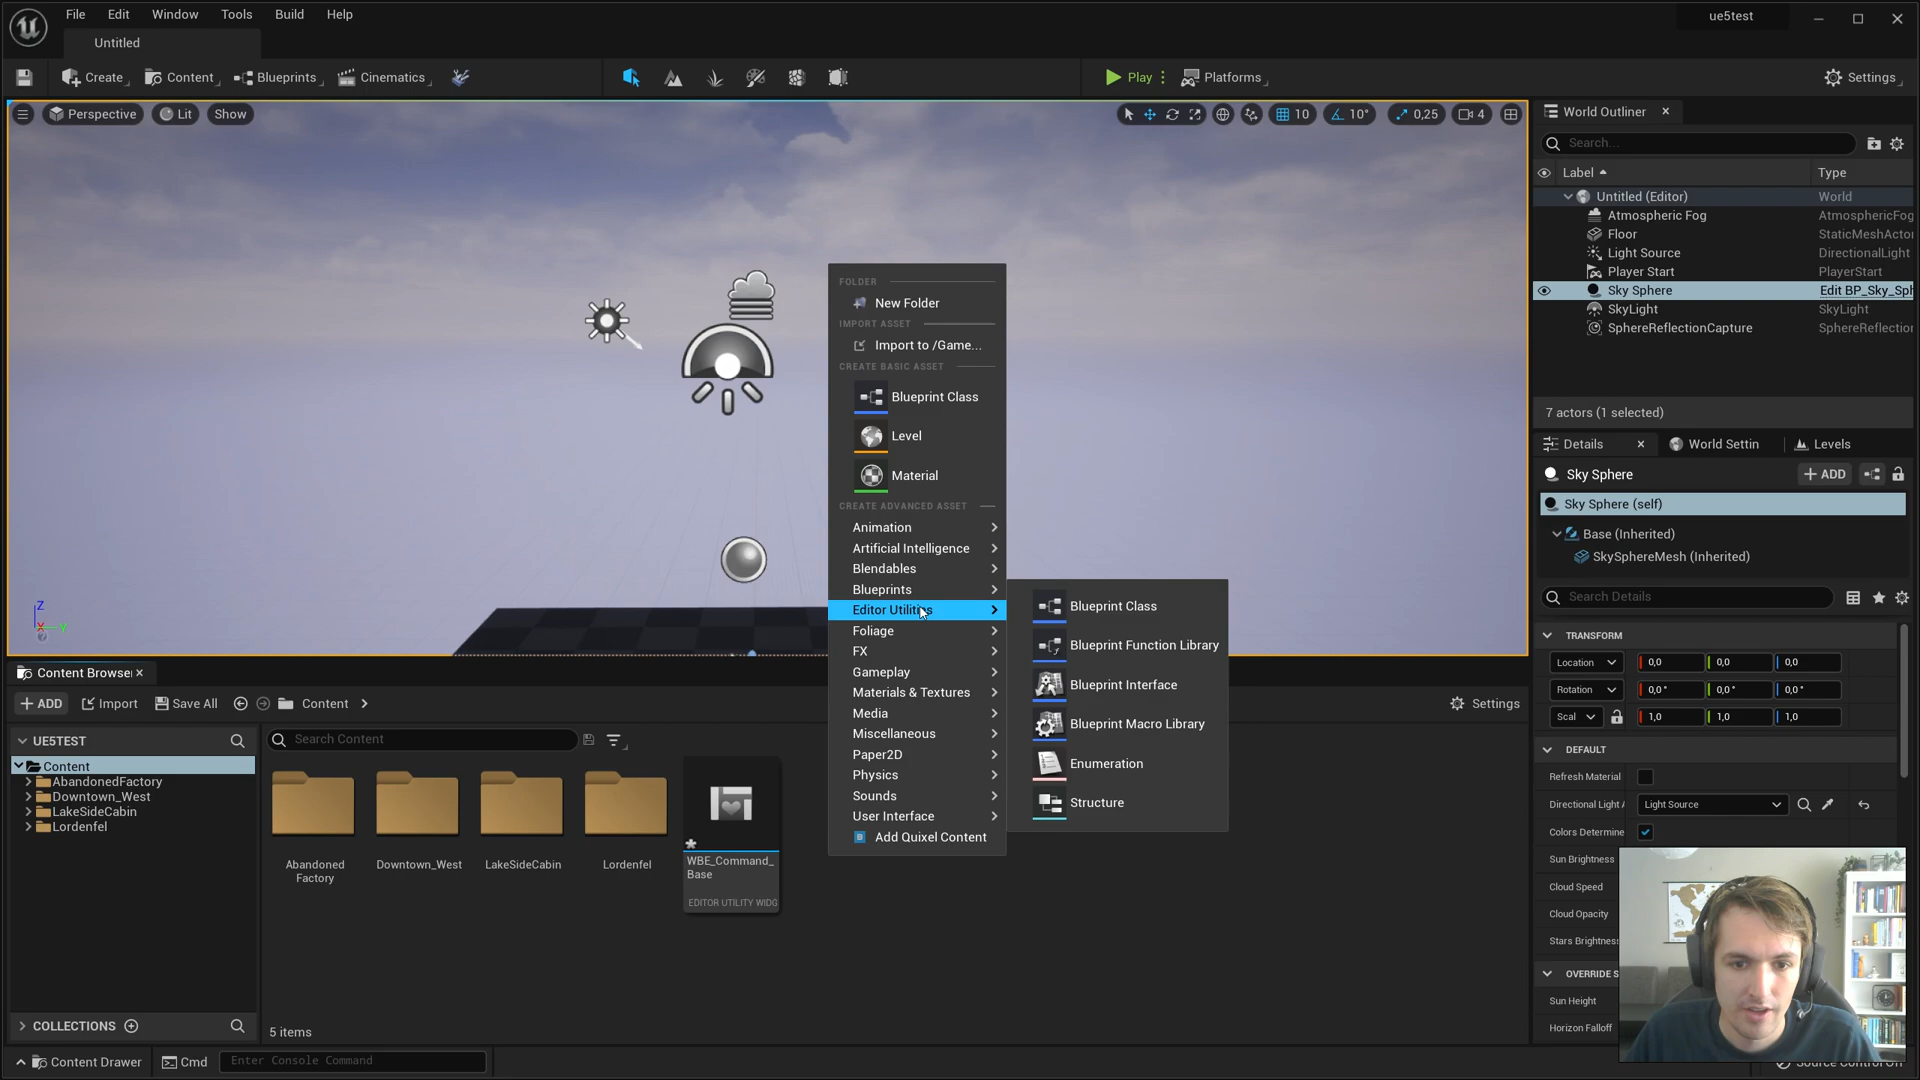 File Edit Window Tools Build Help
ue5test
Untitled
Create Content Blueprints Cinematics Play Platforms Settings
Perspective Lit Show 10 10° 0,25 4
World Outliner
Search...
Label Type
Untitled (Editor) World
Atmospheric Fog AtmosphericFog
Floor StaticMeshActor
Light Source DirectionalLight
Player Start PlayerStart
Sky Sphere Edit BP_Sky_Sph
SkyLight SkyLight
SphereReflectionCapture SphereReflection
7 actors (1 selected)
Details World Settin Levels
Sky Sphere ADD
Sky Sphere (self)
Base (Inherited)
SkySphereMesh (Inherited)
Search Details
TRANSFORM
Location 0,0 0,0 0,0
Rotation 0,0° 0,0° 0,0°
Scal 1,0 1,0 1,0
DEFAULT
Refresh Material
Directional Light A Light Source
Colors Determine
Sun Brightness
Cloud Speed
Cloud Opacity
Stars Brightness
OVERRIDE S
Sun Height
Horizon Falloff
FOLDER
New Folder
IMPORT ASSET
Import to /Game...
CREATE BASIC ASSET
Blueprint Class
Level
Material
CREATE ADVANCED ASSET
Animation
Artificial Intelligence
Blendables
Blueprints
Editor Utilities
Foliage
FX
Gameplay
Materials & Textures
Media
Miscellaneous
Paper2D
Physics
Sounds
User Interface
Add Quixel Content
Blueprint Class
Blueprint Function Library
Blueprint Interface
Blueprint Macro Library
Enumeration
Structure
Z
X Y
Content Browse
ADD Import Save All Content Settings
UE5TEST
Search Content
Content
AbandonedFactory
Downtown_West
LakeSideCabin
Lordenfel
Abandoned
Factory
Downtown_West
LakeSideCabin
Lordenfel
WBE_Command_
Base
EDITOR UTILITY WIDG
COLLECTIONS
5 items
Content Drawer Cmd Enter Console Command
Source Control Off